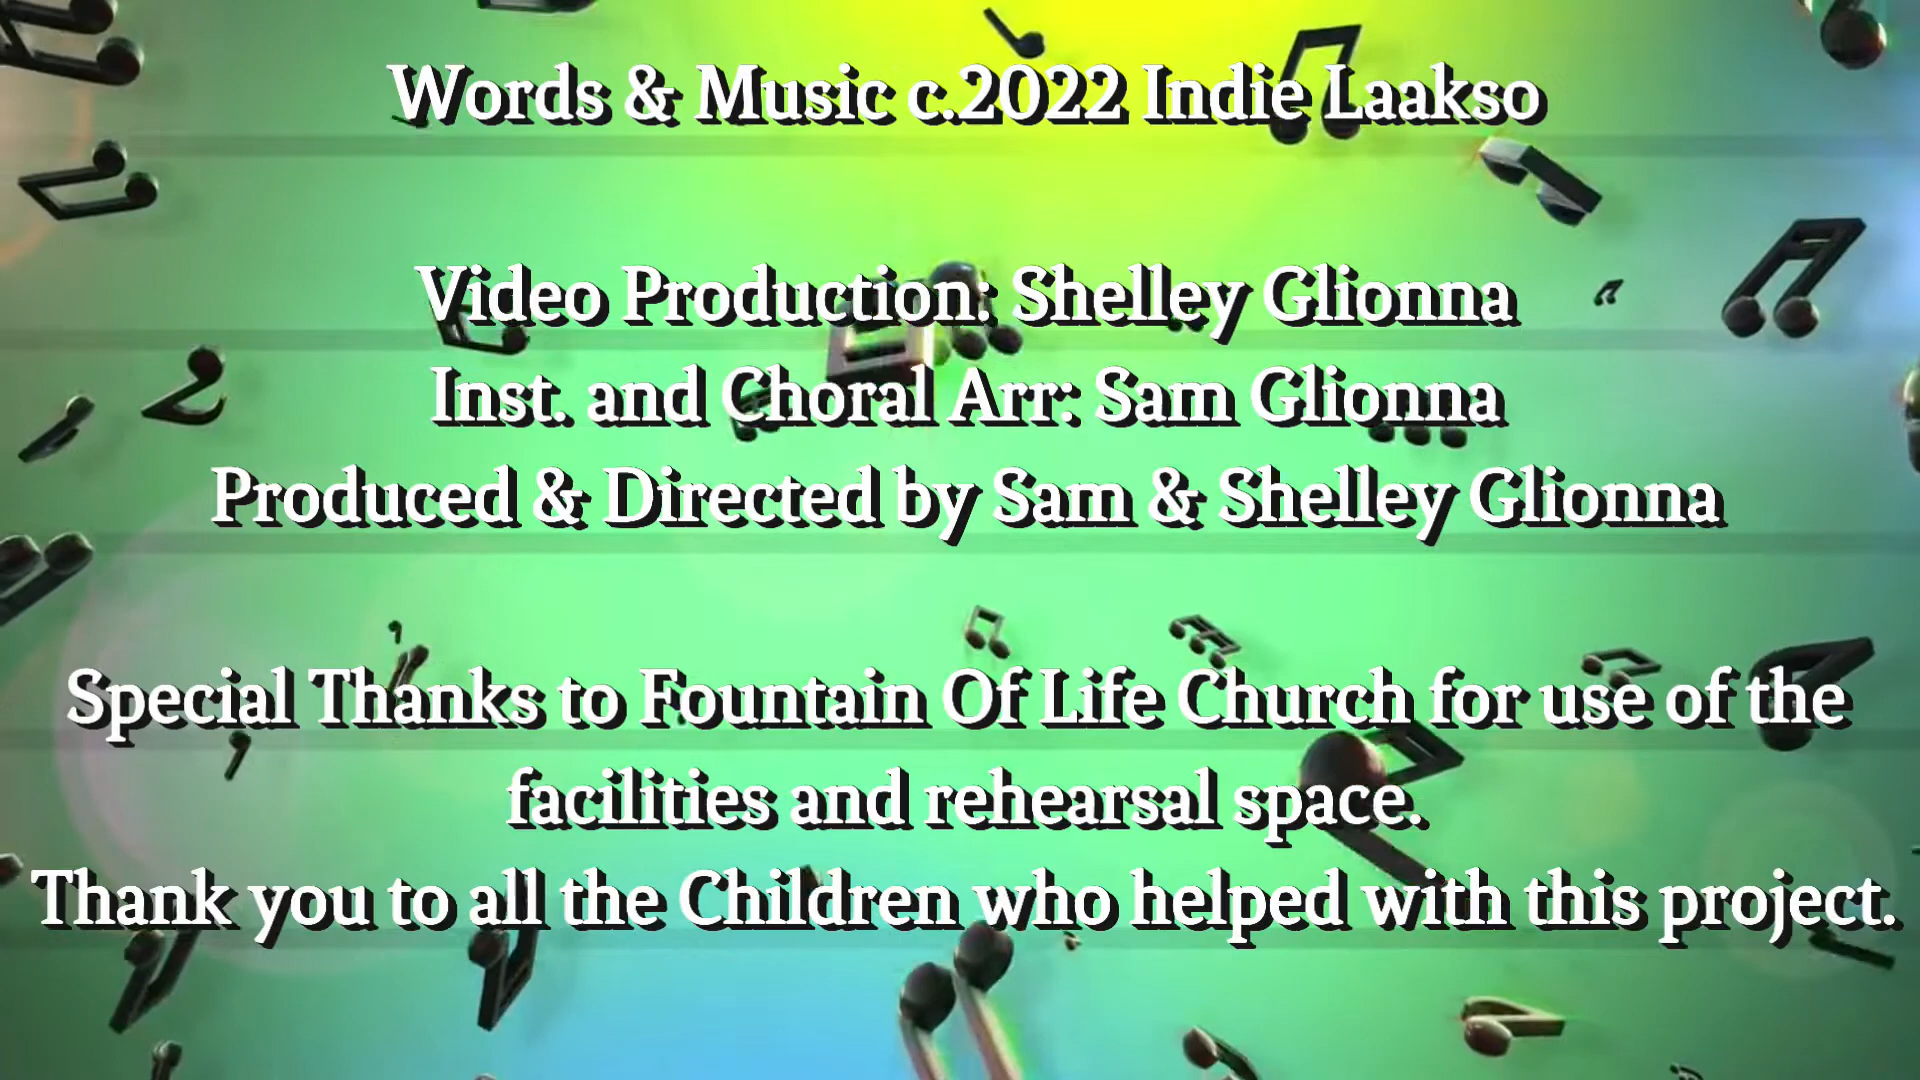 Words & Music c.2022 Indie Laakso
Video Production: Shelley Glionna
Inst. and Choral Arr: Sam Glionna
Produced & Directed by Sam & Shelley Glionna
Special Thanks to Fountain Of Life Church for use of the
facilities and rehearsal space.
Thank you to all the Children who helped with this project.